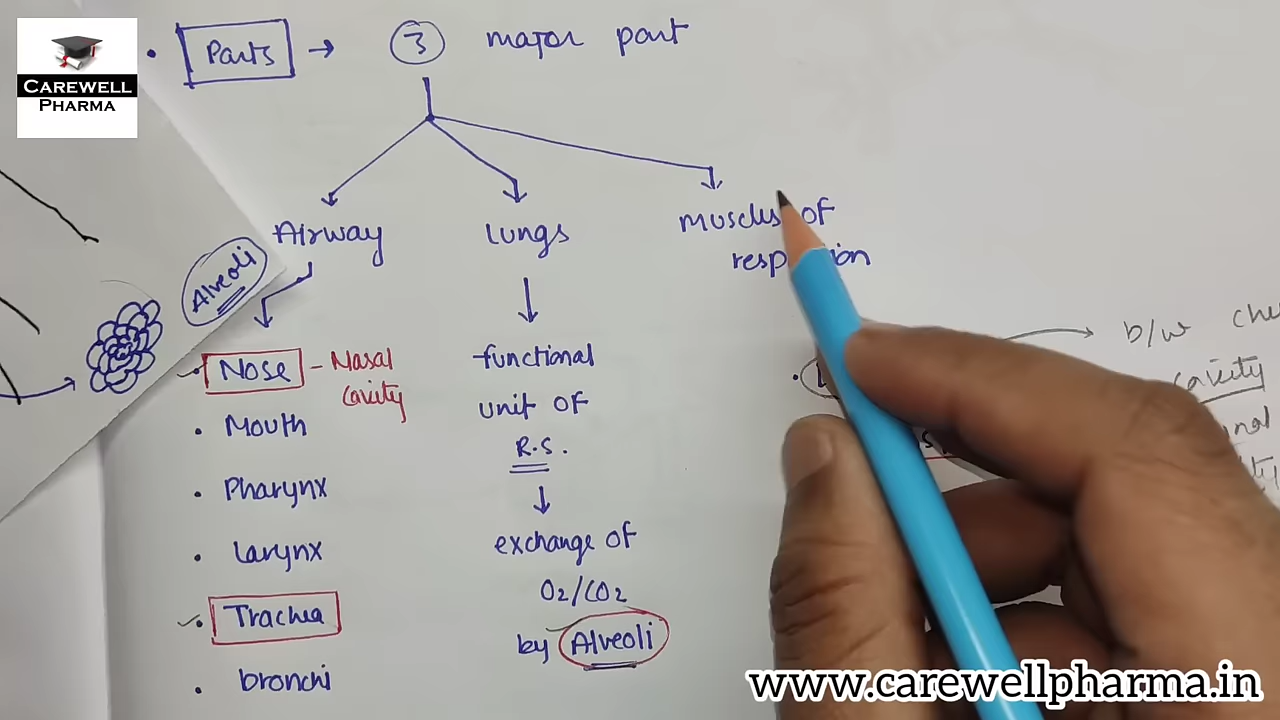 CAREWELL
PHARMA
Parts → 3 major part
Airway
Lungs
muscles of
Alveoli
Nose - Nasal
cavity
Mouth
Pharynx
Larynx
Trachea
bronchi
functional
unit of
R.S.
exchange of
O2/CO2
by Alveoli
b/w
cavity
www.carewellpharma.in